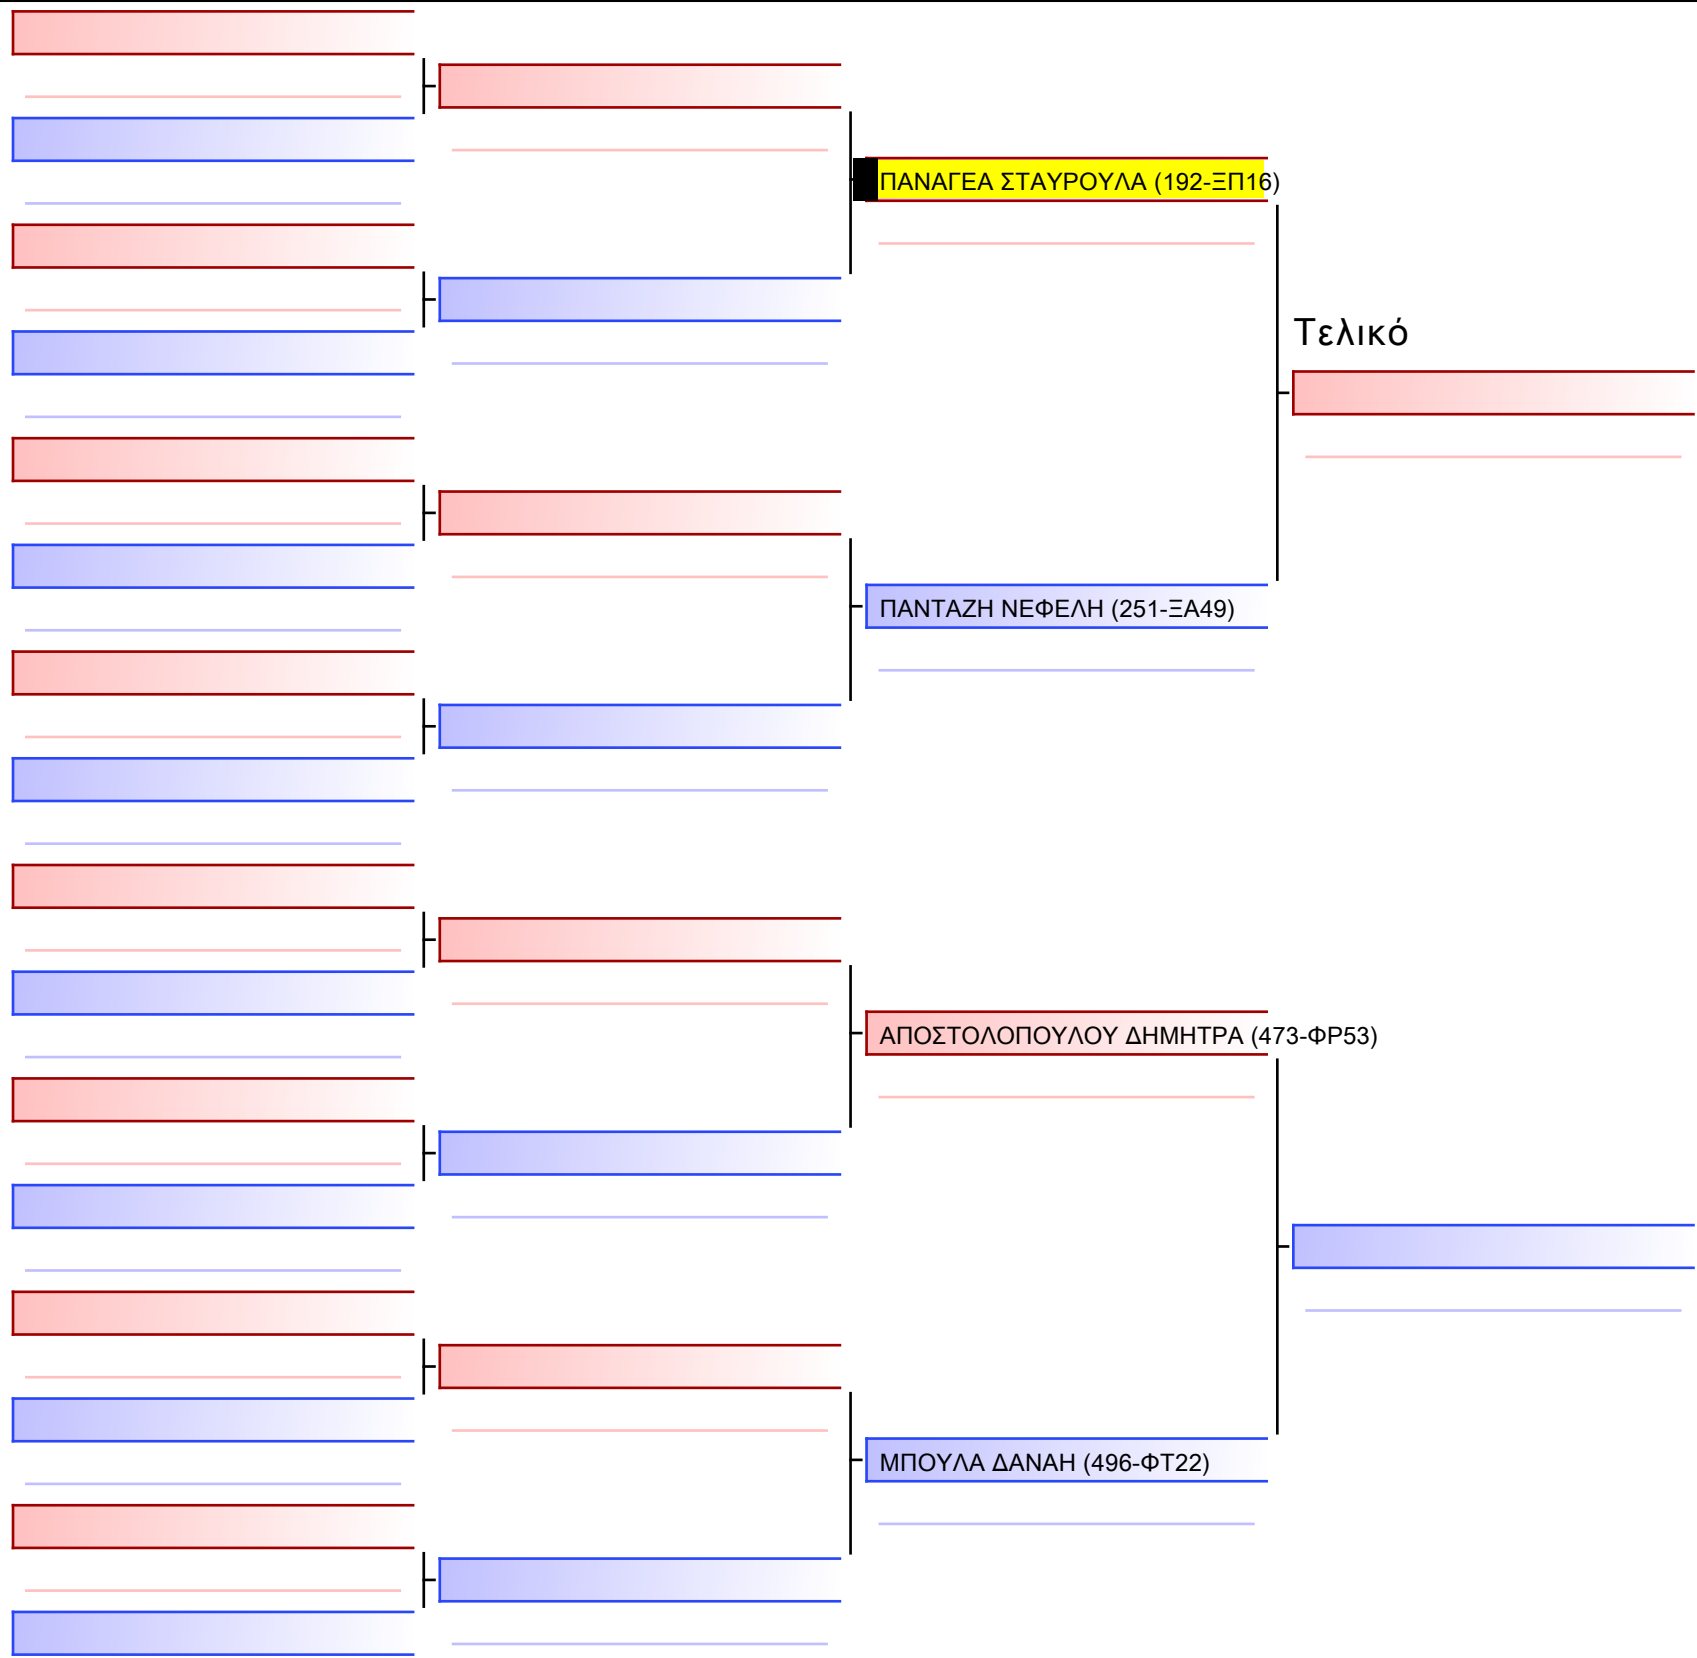 ΠΑΝΑΓΕΑ ΣΤΑΥΡΟΥΛΑ (192-ΞΠ16)
Τελικό
ΠΑΝΤΑΖΗ ΝΕΦΕΛΗ (251-ΞΑ49)
ΑΠΟΣΤΟΛΟΠΟΥΛΟΥ ΔΗΜΗΤΡΑ (473-ΦΡ53)
ΜΠΟΥΛΑ ΔΑΝΑΗ (496-ΦΤ22)